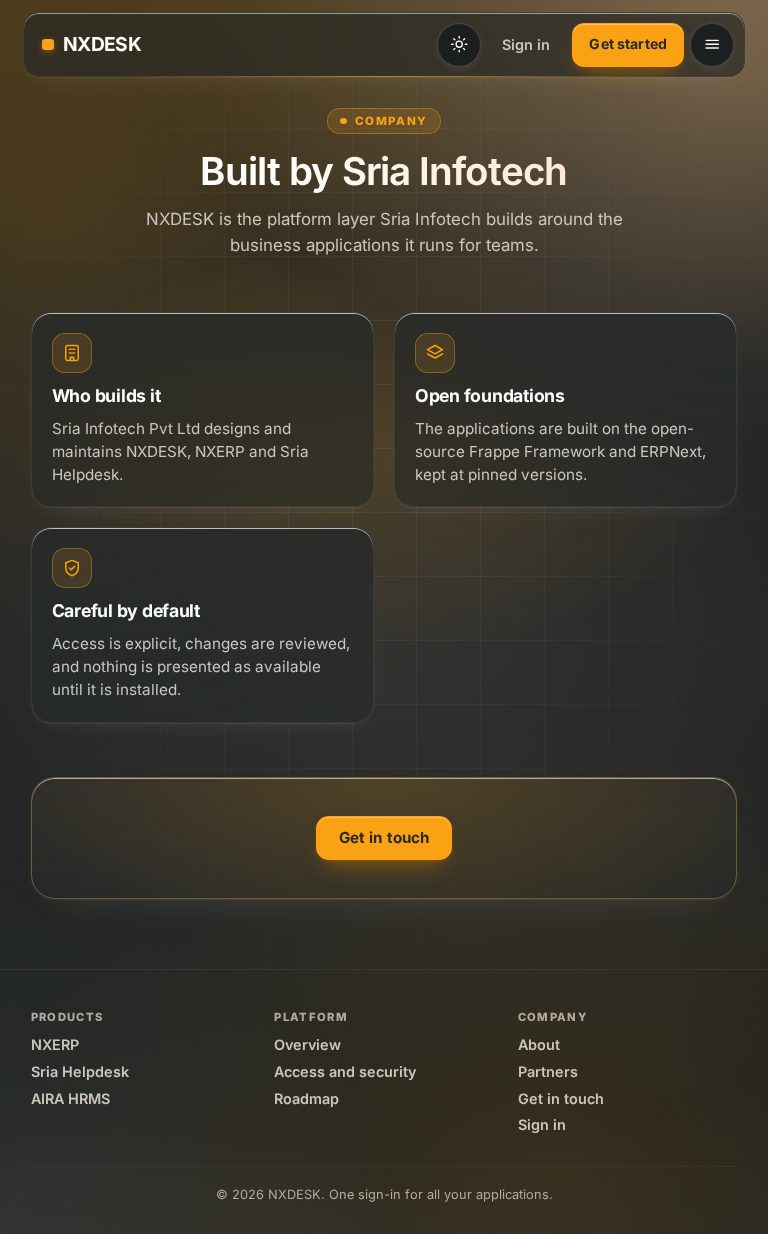 NXDESK
Sign in
Get started
COMPANY
Built by Sria Infotech
NXDESK is the platform layer Sria Infotech builds around the
business applications it runs for teams.
Who builds it
Sria Infotech Pvt Ltd designs and
maintains NXDESK, NXERP and Sria
Helpdesk.
Open foundations
The applications are built on the open-
source Frappe Framework and ERPNext,
kept at pinned versions.
Careful by default
Access is explicit, changes are reviewed,
and nothing is presented as available
until it is installed.
Get in touch
PRODUCTS
NXERP
Sria Helpdesk
AIRA HRMS
PLATFORM
Overview
Access and security
Roadmap
COMPANY
About
Partners
Get in touch
Sign in
© 2026 NXDESK. One sign-in for all your applications.